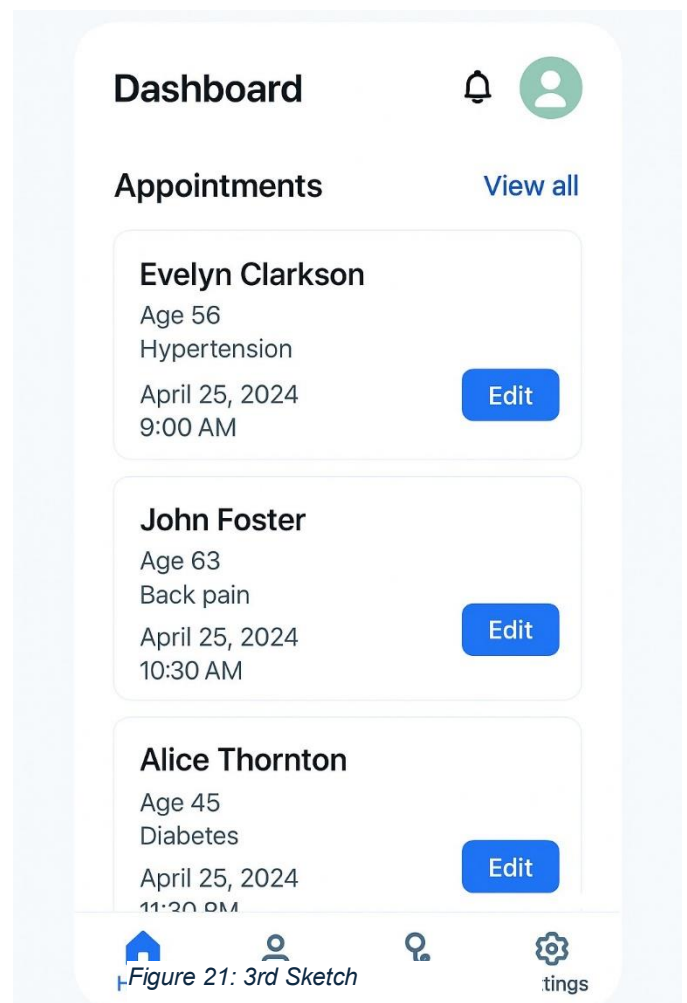 Dashboard
Appointments View all
Evelyn Clarkson
Age 56
Hypertension
April 25, 2024
9:00 AM
Edit
John Foster
Age 63
Back pain
April 25, 2024
10:30 AM
Edit
Alice Thornton
Age 45
Diabetes
April 25, 2024
Edit
Figure 21: 3rd Sketch
tings